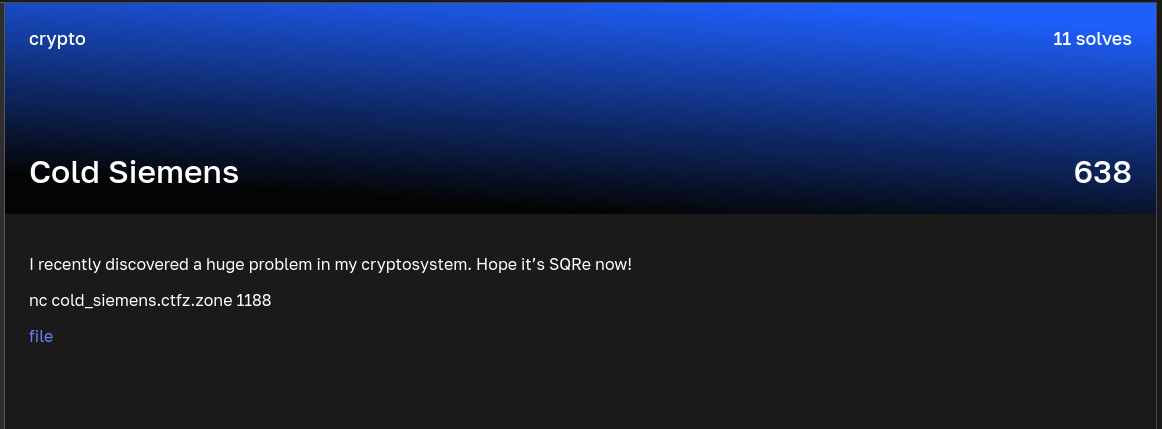 crypto
11 solves
Cold Siemens
638
I recently discovered a huge problem in my cryptosystem. Hope it’s SQRe now!
nc cold_siemens.ctfz.zone 1188
file